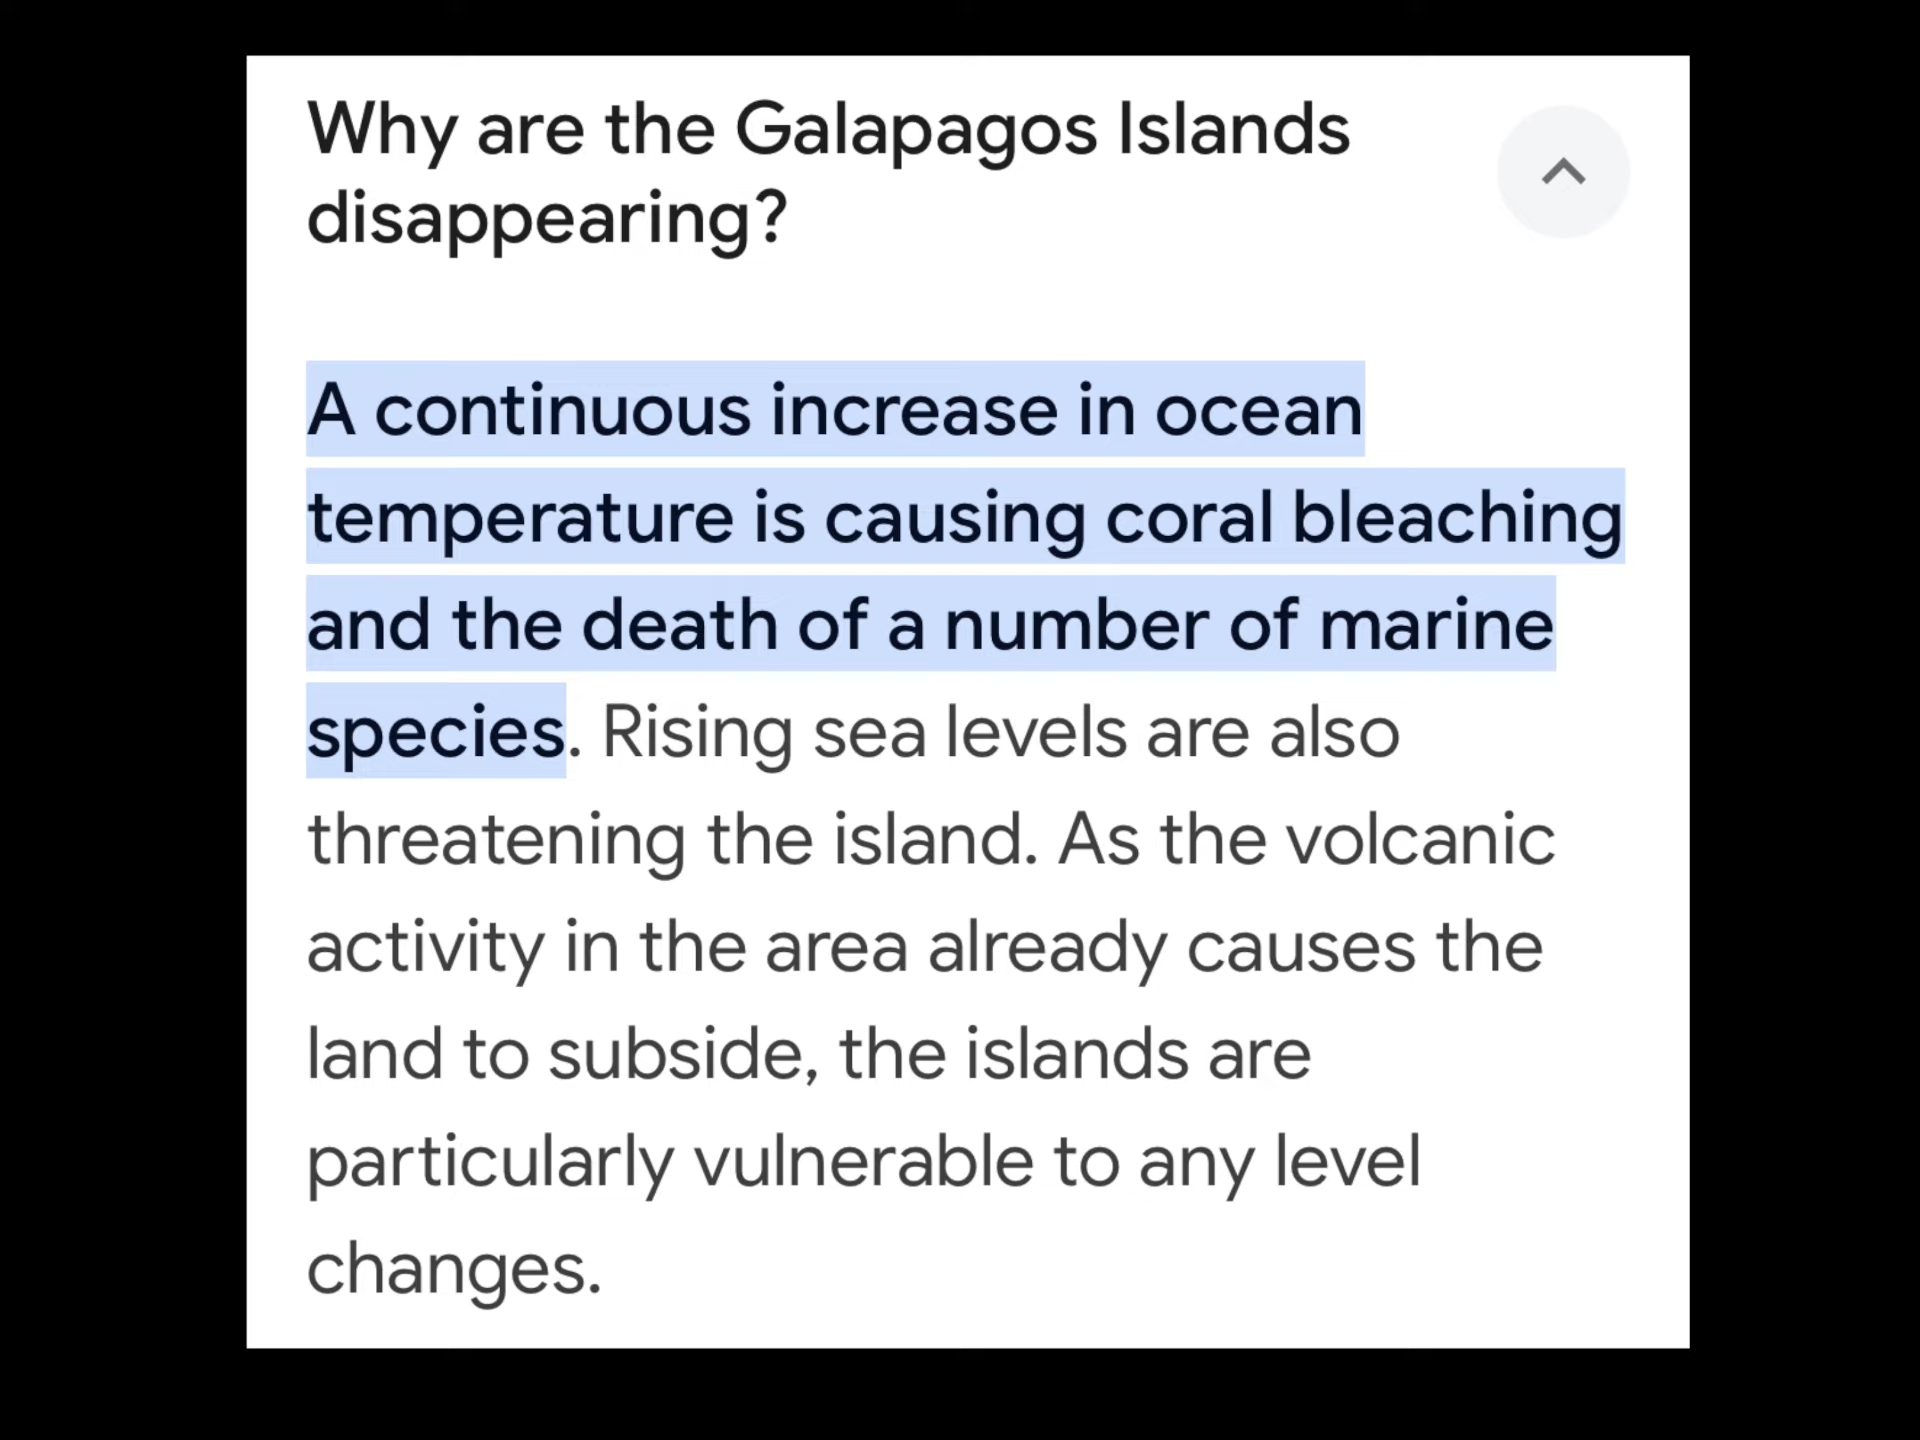 Why are the Galapagos Islands
disappearing?
A continuous increase in ocean
temperature is causing coral bleaching
and the death of a number of marine
species. Rising sea levels are also
threatening the island. As the volcanic
activity in the area already causes the
land to subside, the islands are
particularly vulnerable to any level
changes.